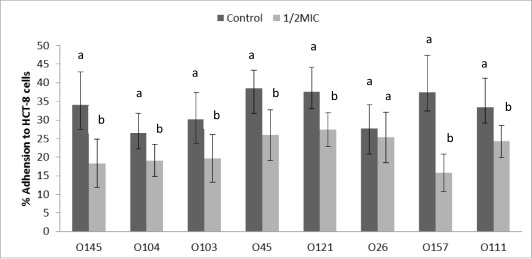 Control 1/2MIC
% Adhension to HCT-8 cells
50
45
40
35
30
25
20
15
10
5
0
a b a b a b a b a b a a a b a b
O145 O104 O103 O45 O121 O26 O157 O111